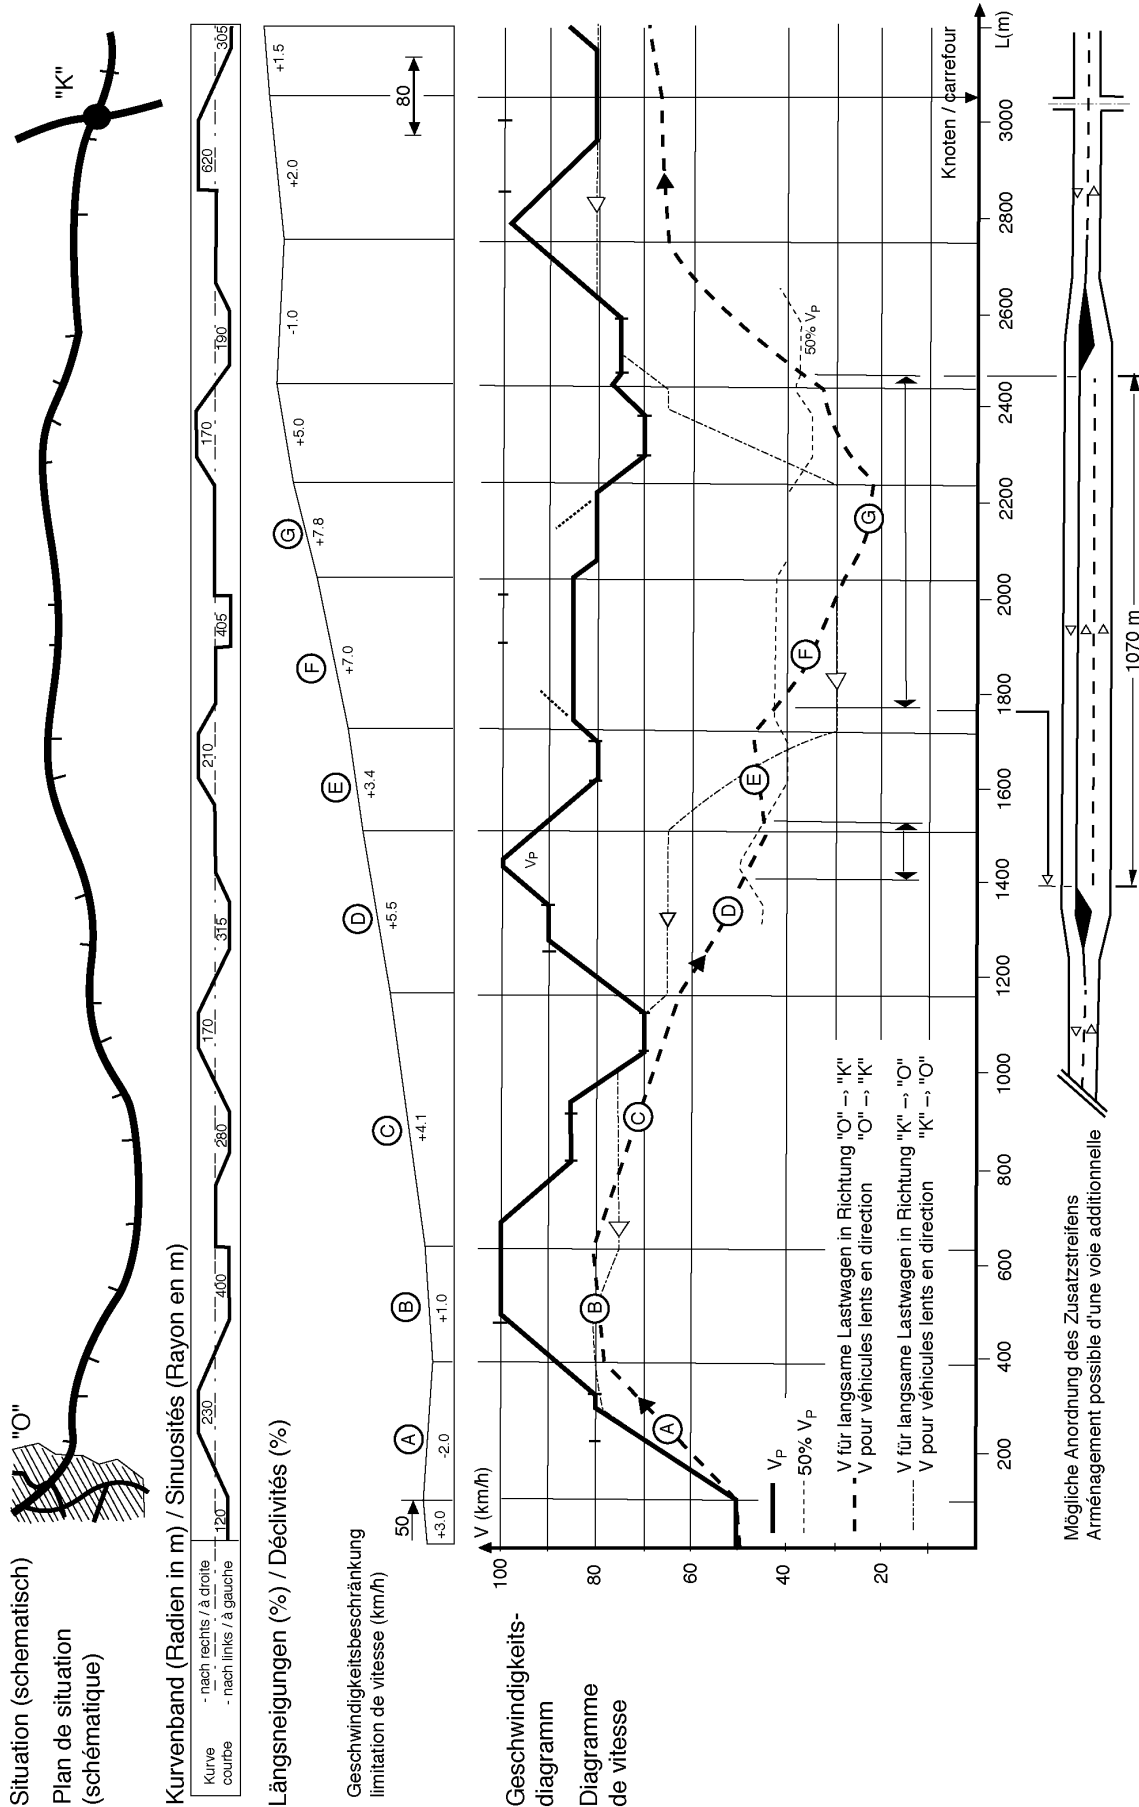 Situation (schematisch)
Plan de situation
(schématique)
"O"
"K"
Kurvenband (Radien in m) / Sinuosités (Rayon en m)
Kurve
courbe
- nach rechts / à droite
- nach links / à gauche
120
230
400
280
170
315
210
405
170
190
620
305
Längsneigungen (%) / Déclivités (%)
A
B
C
D
E
F
G
+3.0
-2.0
+1.0
+4.1
+5.5
+3.4
+7.0
+7.8
+5.0
-1.0
+2.0
+1.5
Geschwindigkeitsbeschränkung
limitation de vitesse (km/h)
50
80
Geschwindigkeits-
diagramm
Diagramme
de vitesse
V (km/h)
100
80
60
40
20
VP
50% VP
A
B
C
D
E
F
G
Knoten / carrefour
VP
50% VP
V für langsame Lastwagen in Richtung "O" –› "K"
V pour véhicules lents en direction "O" –› "K"
V für langsame Lastwagen in Richtung "K" –› "O"
V pour véhicules lents en direction "K" –› "O"
200
400
600
800
1000
1200
1400
1600
1800
2000
2200
2400
2600
2800
3000
L(m)
Mögliche Anordnung des Zusatzstreifens
Arménagement possible d'une voie additionnelle
1070 m